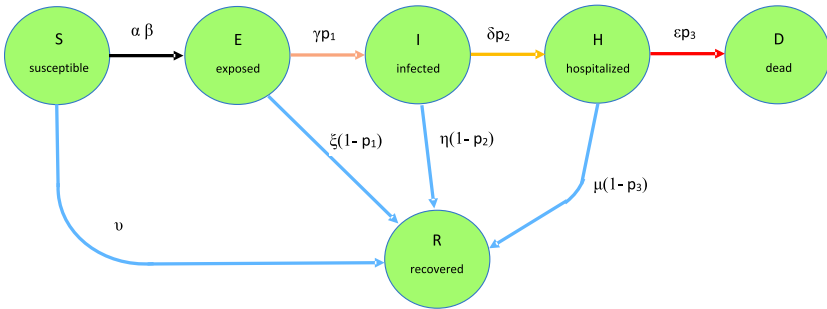 α β
γp₁
δp₂
εp₃
S
susceptible
E
exposed
I
infected
H
hospitalized
D
dead
ξ(1- p₁)
η(1- p₂)
μ(1- p₃)
υ
R
recovered